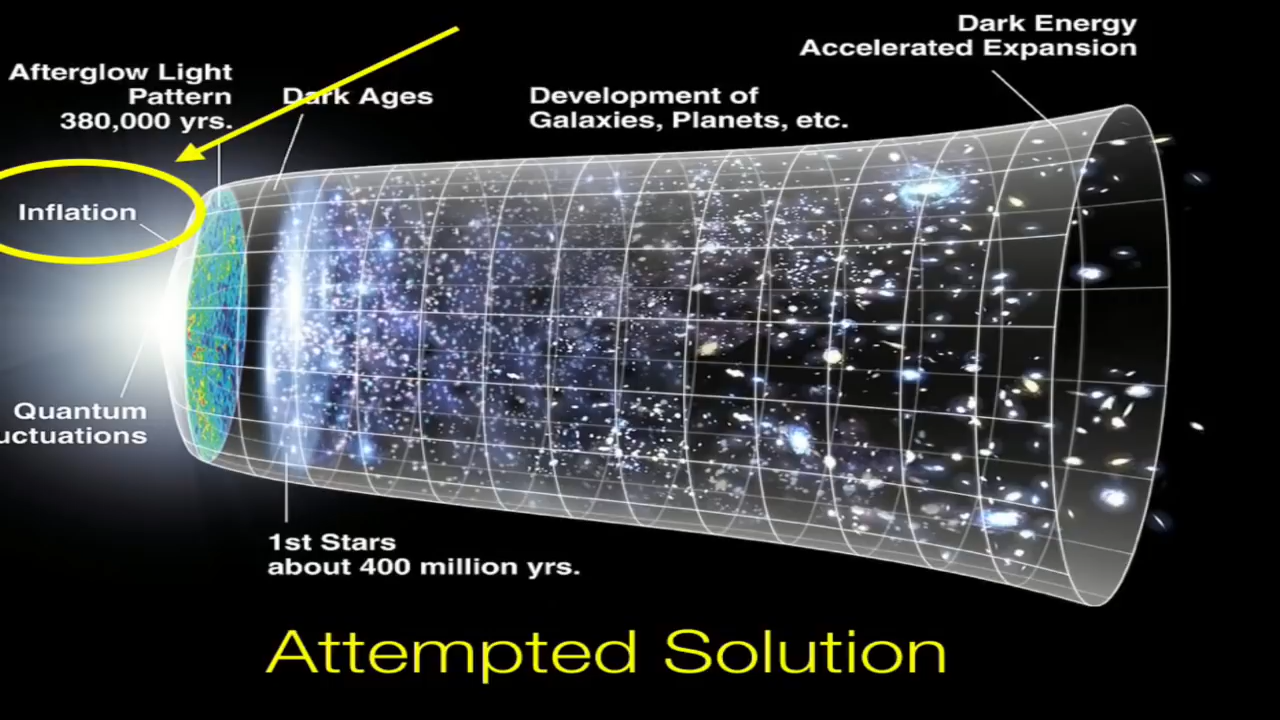 Dark Energy
Accelerated Expansion
Afterglow Light
Pattern
380,000 yrs.
Dark Ages
Development of
Galaxies, Planets, etc.
Inflation
Quantum
uctuations
1st Stars
about 400 million yrs.
Attempted Solution